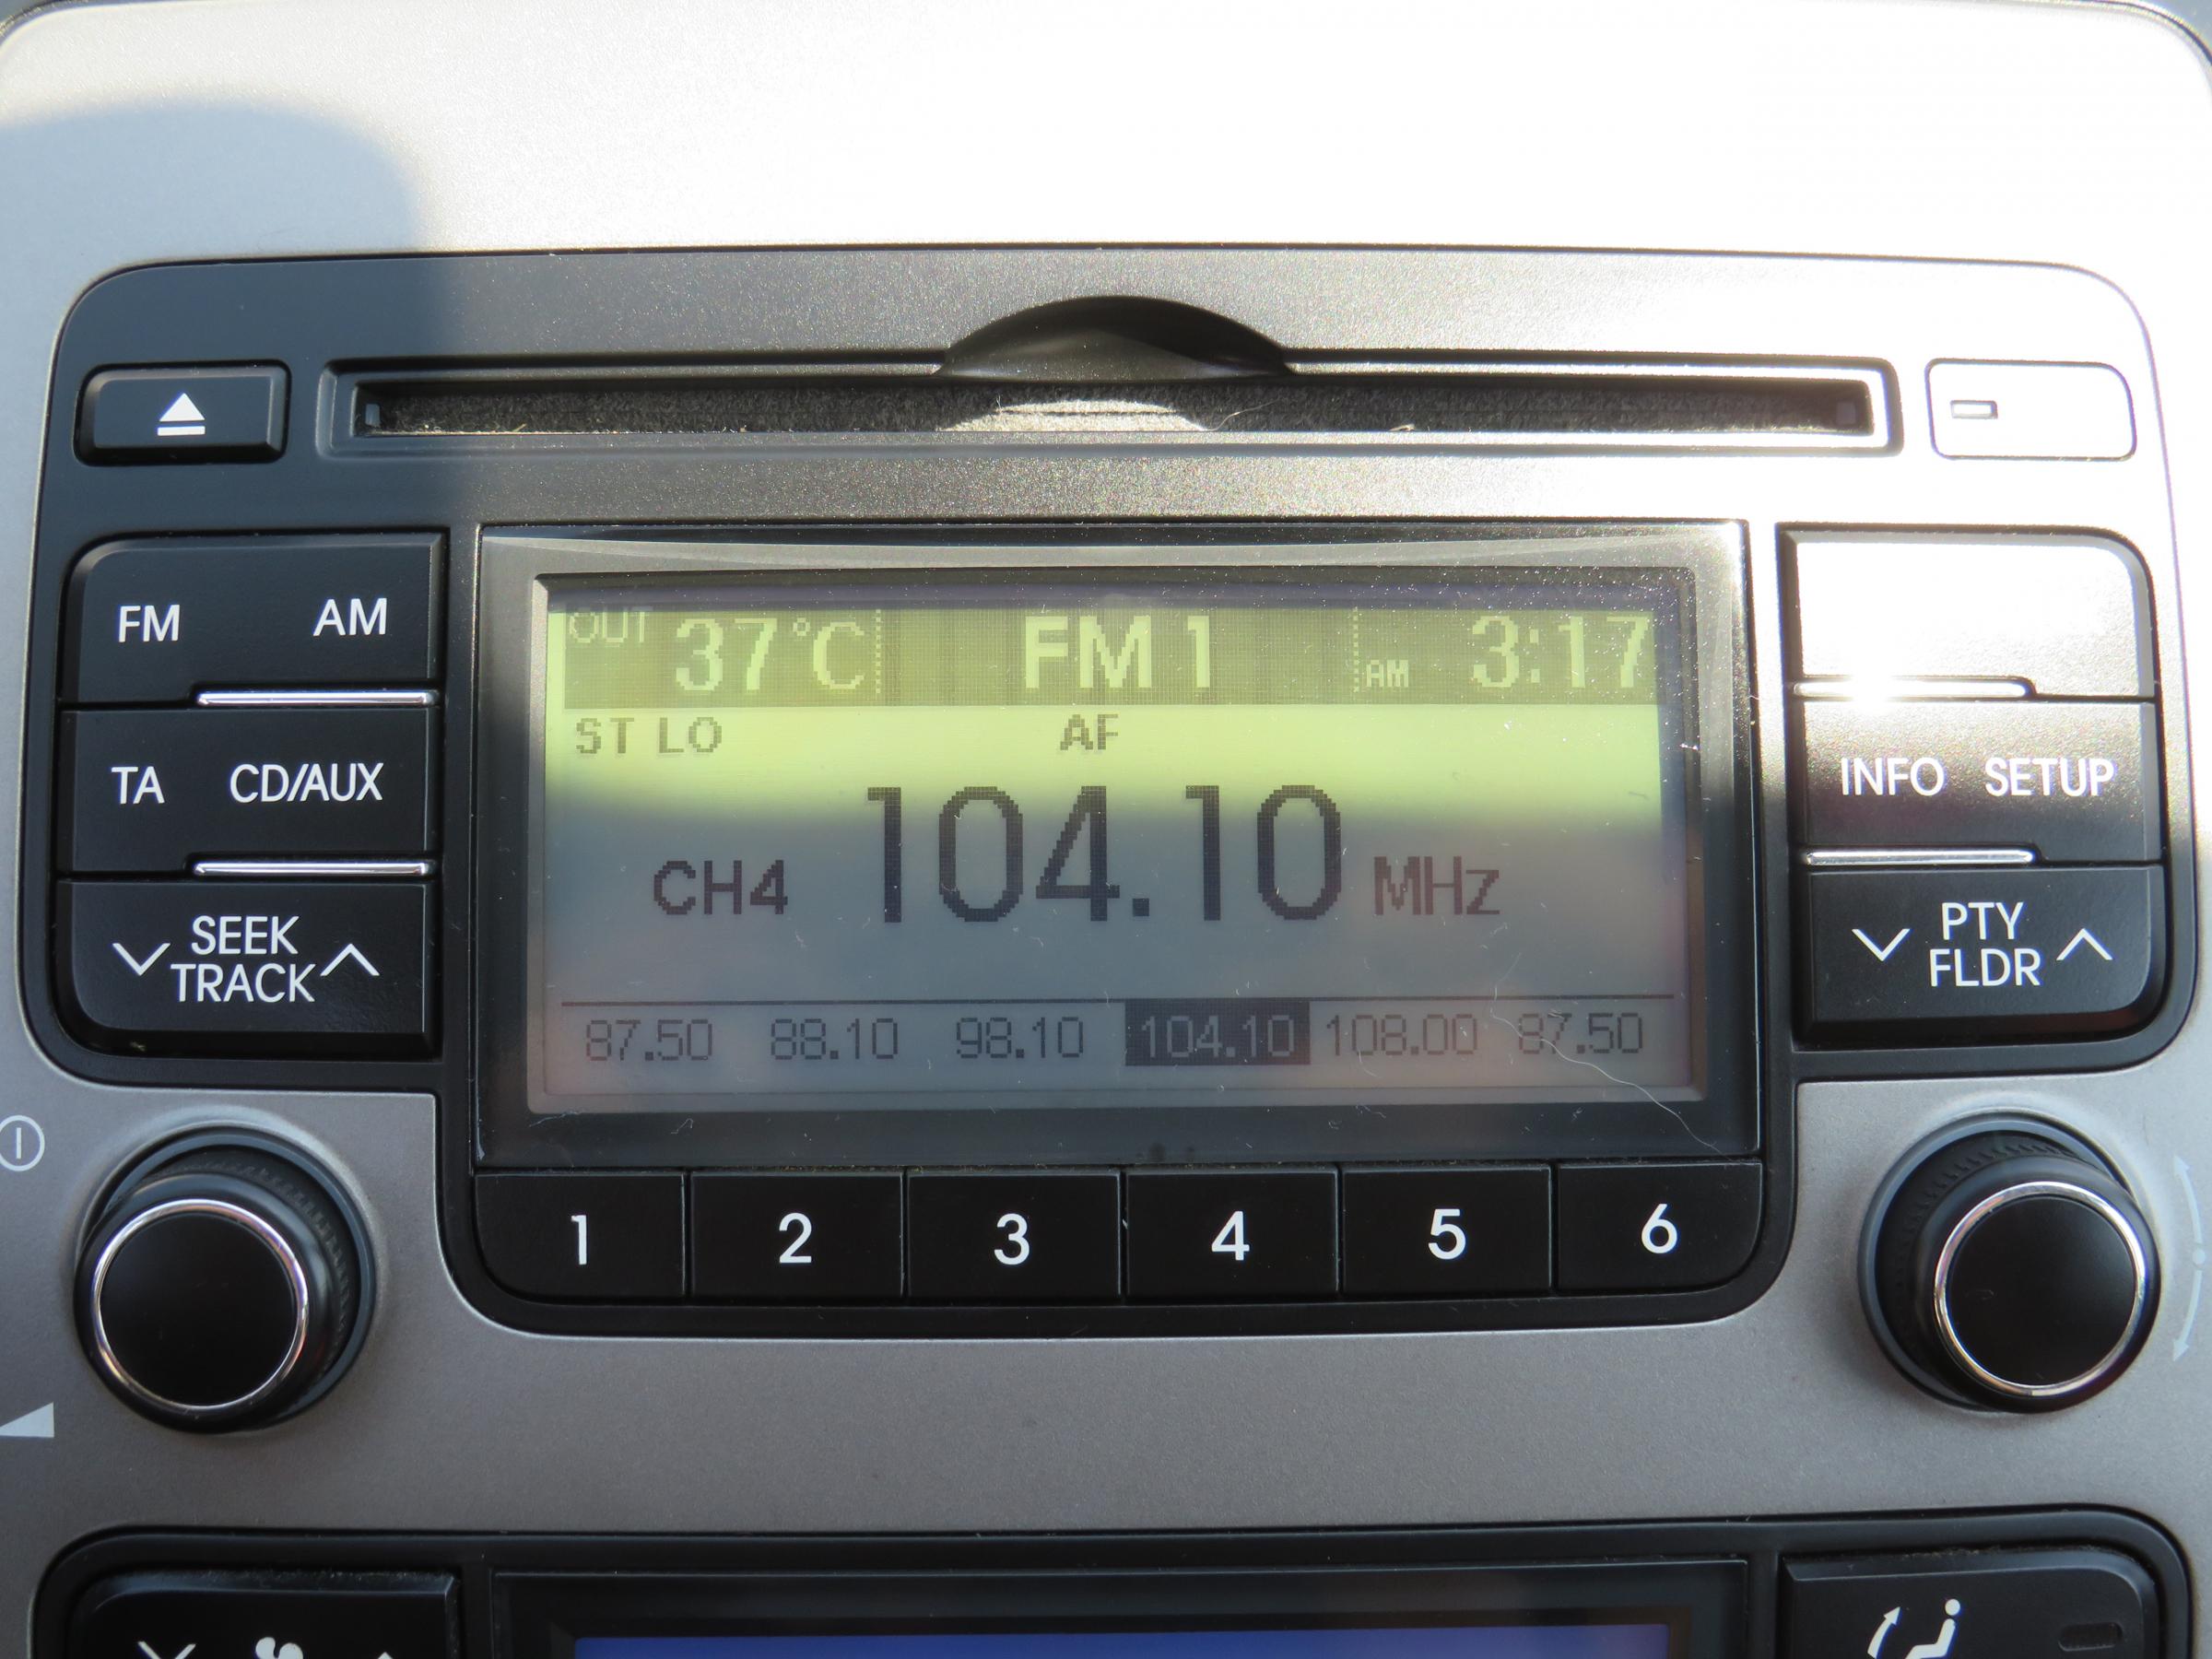 OUT 37°C FM 1 AM 3:17
ST LO AF
CH4 104.10 MHz
87.50 88.10 98.10 104.10 108.00 87.50
FM AM
TA CD/AUX
SEEK
TRACK
INFO SETUP
PTY
FLDR
1 2 3 4 5 6